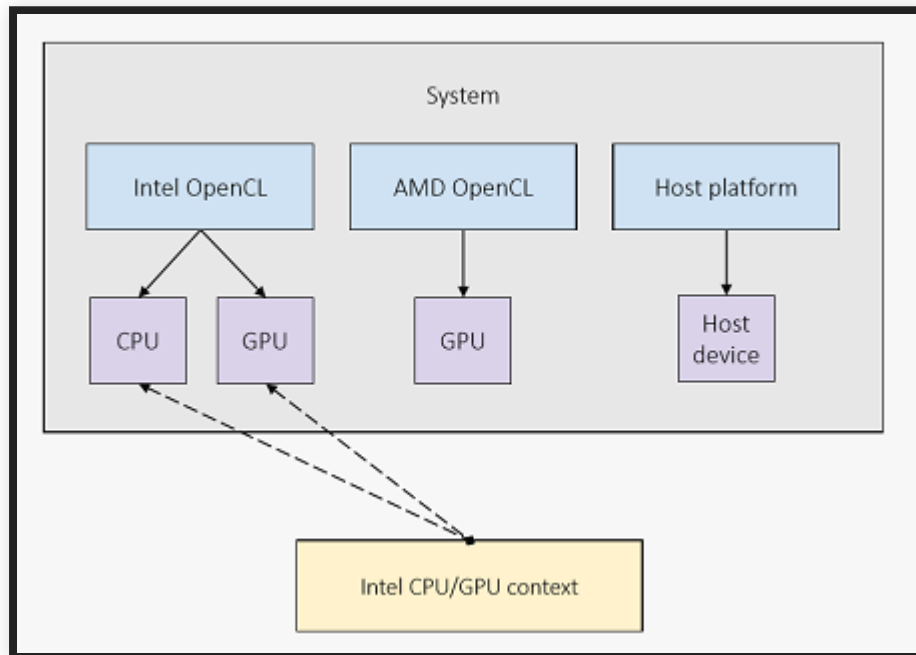 System
Intel OpenCL
AMD OpenCL
Host platform
CPU
GPU
GPU
Host
device
Intel CPU/GPU context